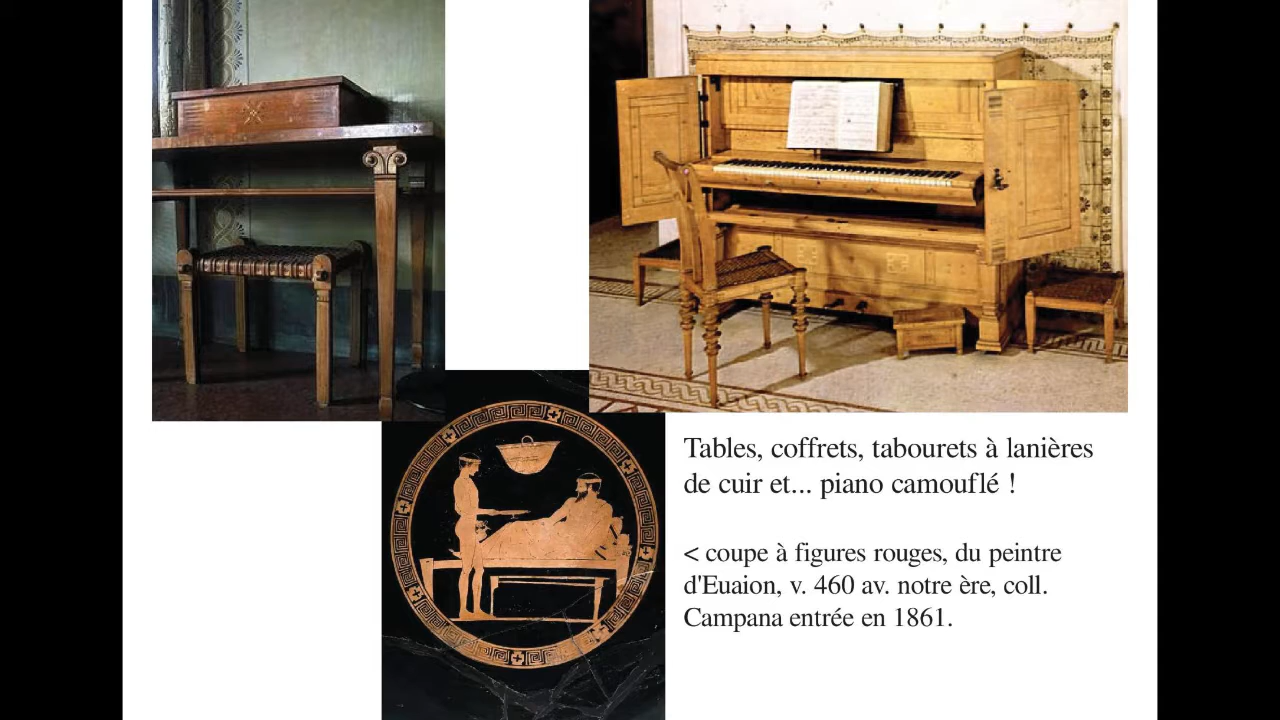 Tables, coffrets, tabourets à lanières
de cuir et... piano camouflé !
< coupe à figures rouges, du peintre
d'Euaion, v. 460 av. notre ère, coll.
Campana entrée en 1861.